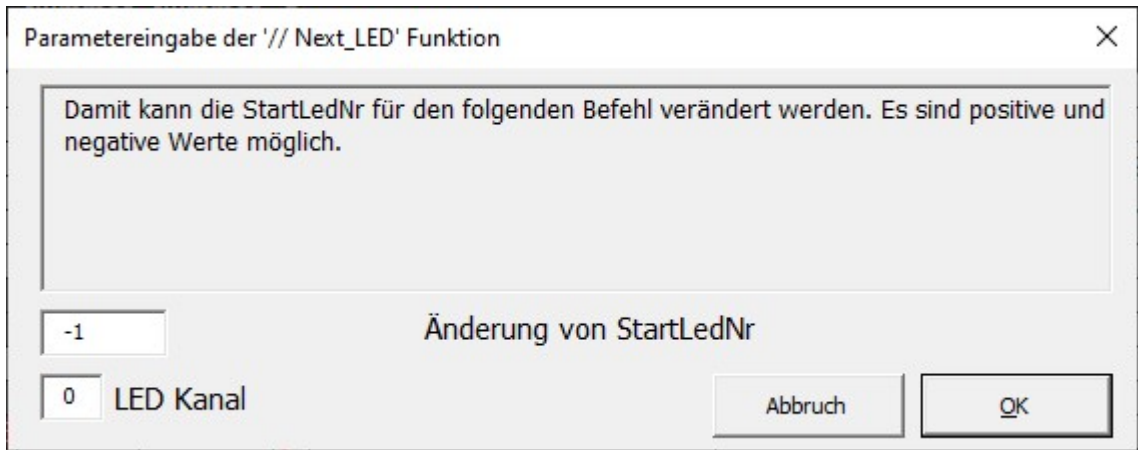 Parametereingabe der '// Next_LED' Funktion
Damit kann die StartLedNr für den folgenden Befehl verändert werden. Es sind positive und
negative Werte möglich.
-1 Änderung von StartLedNr
0 LED Kanal
Abbruch OK